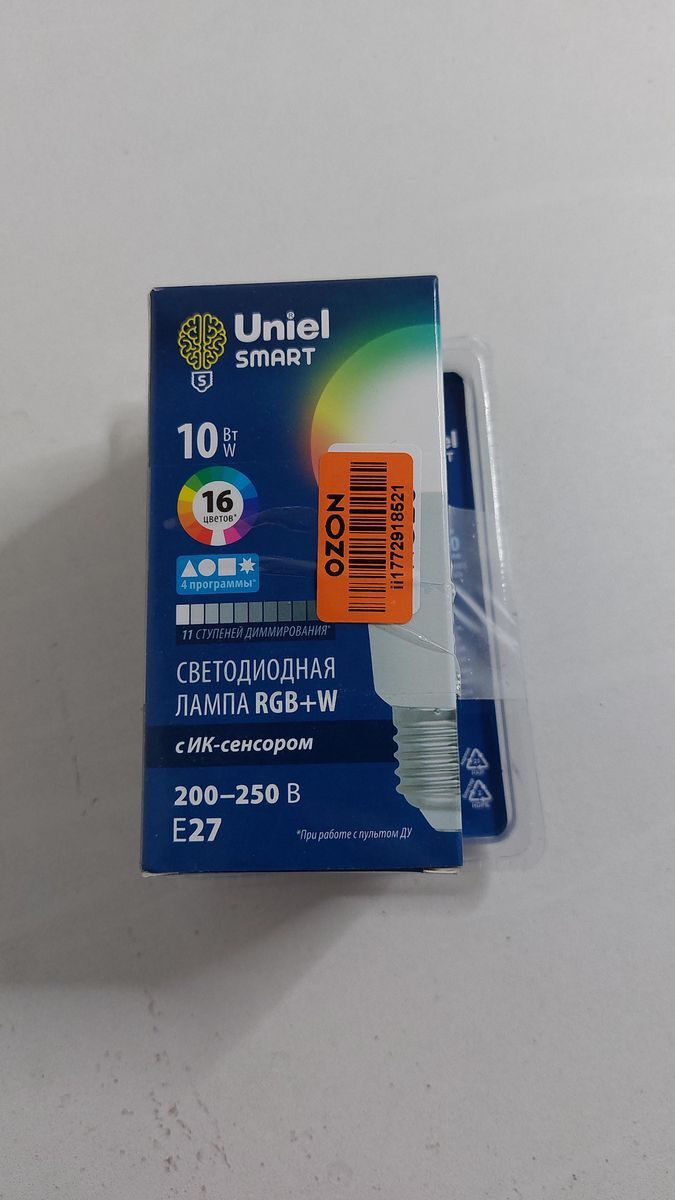 Uniel®
SMART
S
10 Вт
W
16
цветов*
4 программы*
11 СТУПЕНЕЙ ДИММИРОВАНИЯ*
СВЕТОДИОДНАЯ
ЛАМПА RGB+W
с ИК-сенсором
200–250 В
E27
*При работе с пультом ДУ
OZON
ii1772918521